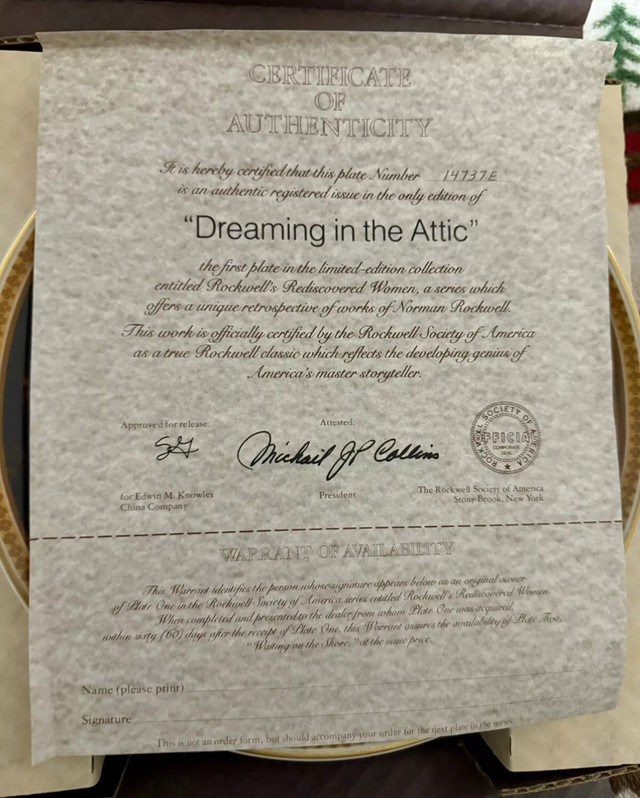 CERTIFICATE
OF
AUTHENTICITY
It is hereby certified that this plate Number 14737E
is an authentic registered issue in the only edition of
“Dreaming in the Attic”
the first plate in the limited-edition collection
entitled Rockwell's Rediscovered Women, a series which
offers a unique retrospective of works of Norman Rockwell.
This work is officially certified by the Rockwell Society of America
as a true Rockwell classic which reflects the developing genius of
America's master storyteller.
Approved for release:
for Edwin M. Knowles
China Company
Attested:
Michail JP Collins
President
ROCKWELL SOCIETY OF AMERICA
OFFICIAL
CORPORATE
SEAL
The Rockwell Society of America
Stony Brook, New York
WARRANT OF AVAILABILITY
This Warrant identifies the person whose signature appears below as an original owner
of Plate One in the Rockwell Society of America series entitled Rockwell's Rediscovered Women.
When completed and presented to the dealer from whom Plate One was acquired,
within sixty (60) days after the receipt of Plate One, this Warrant assures the availability of Plate Two,
"Waiting on the Shore," at the issue price.
Name (please print)
Signature
This is not an order form, but should accompany your order for the next plate in the series.